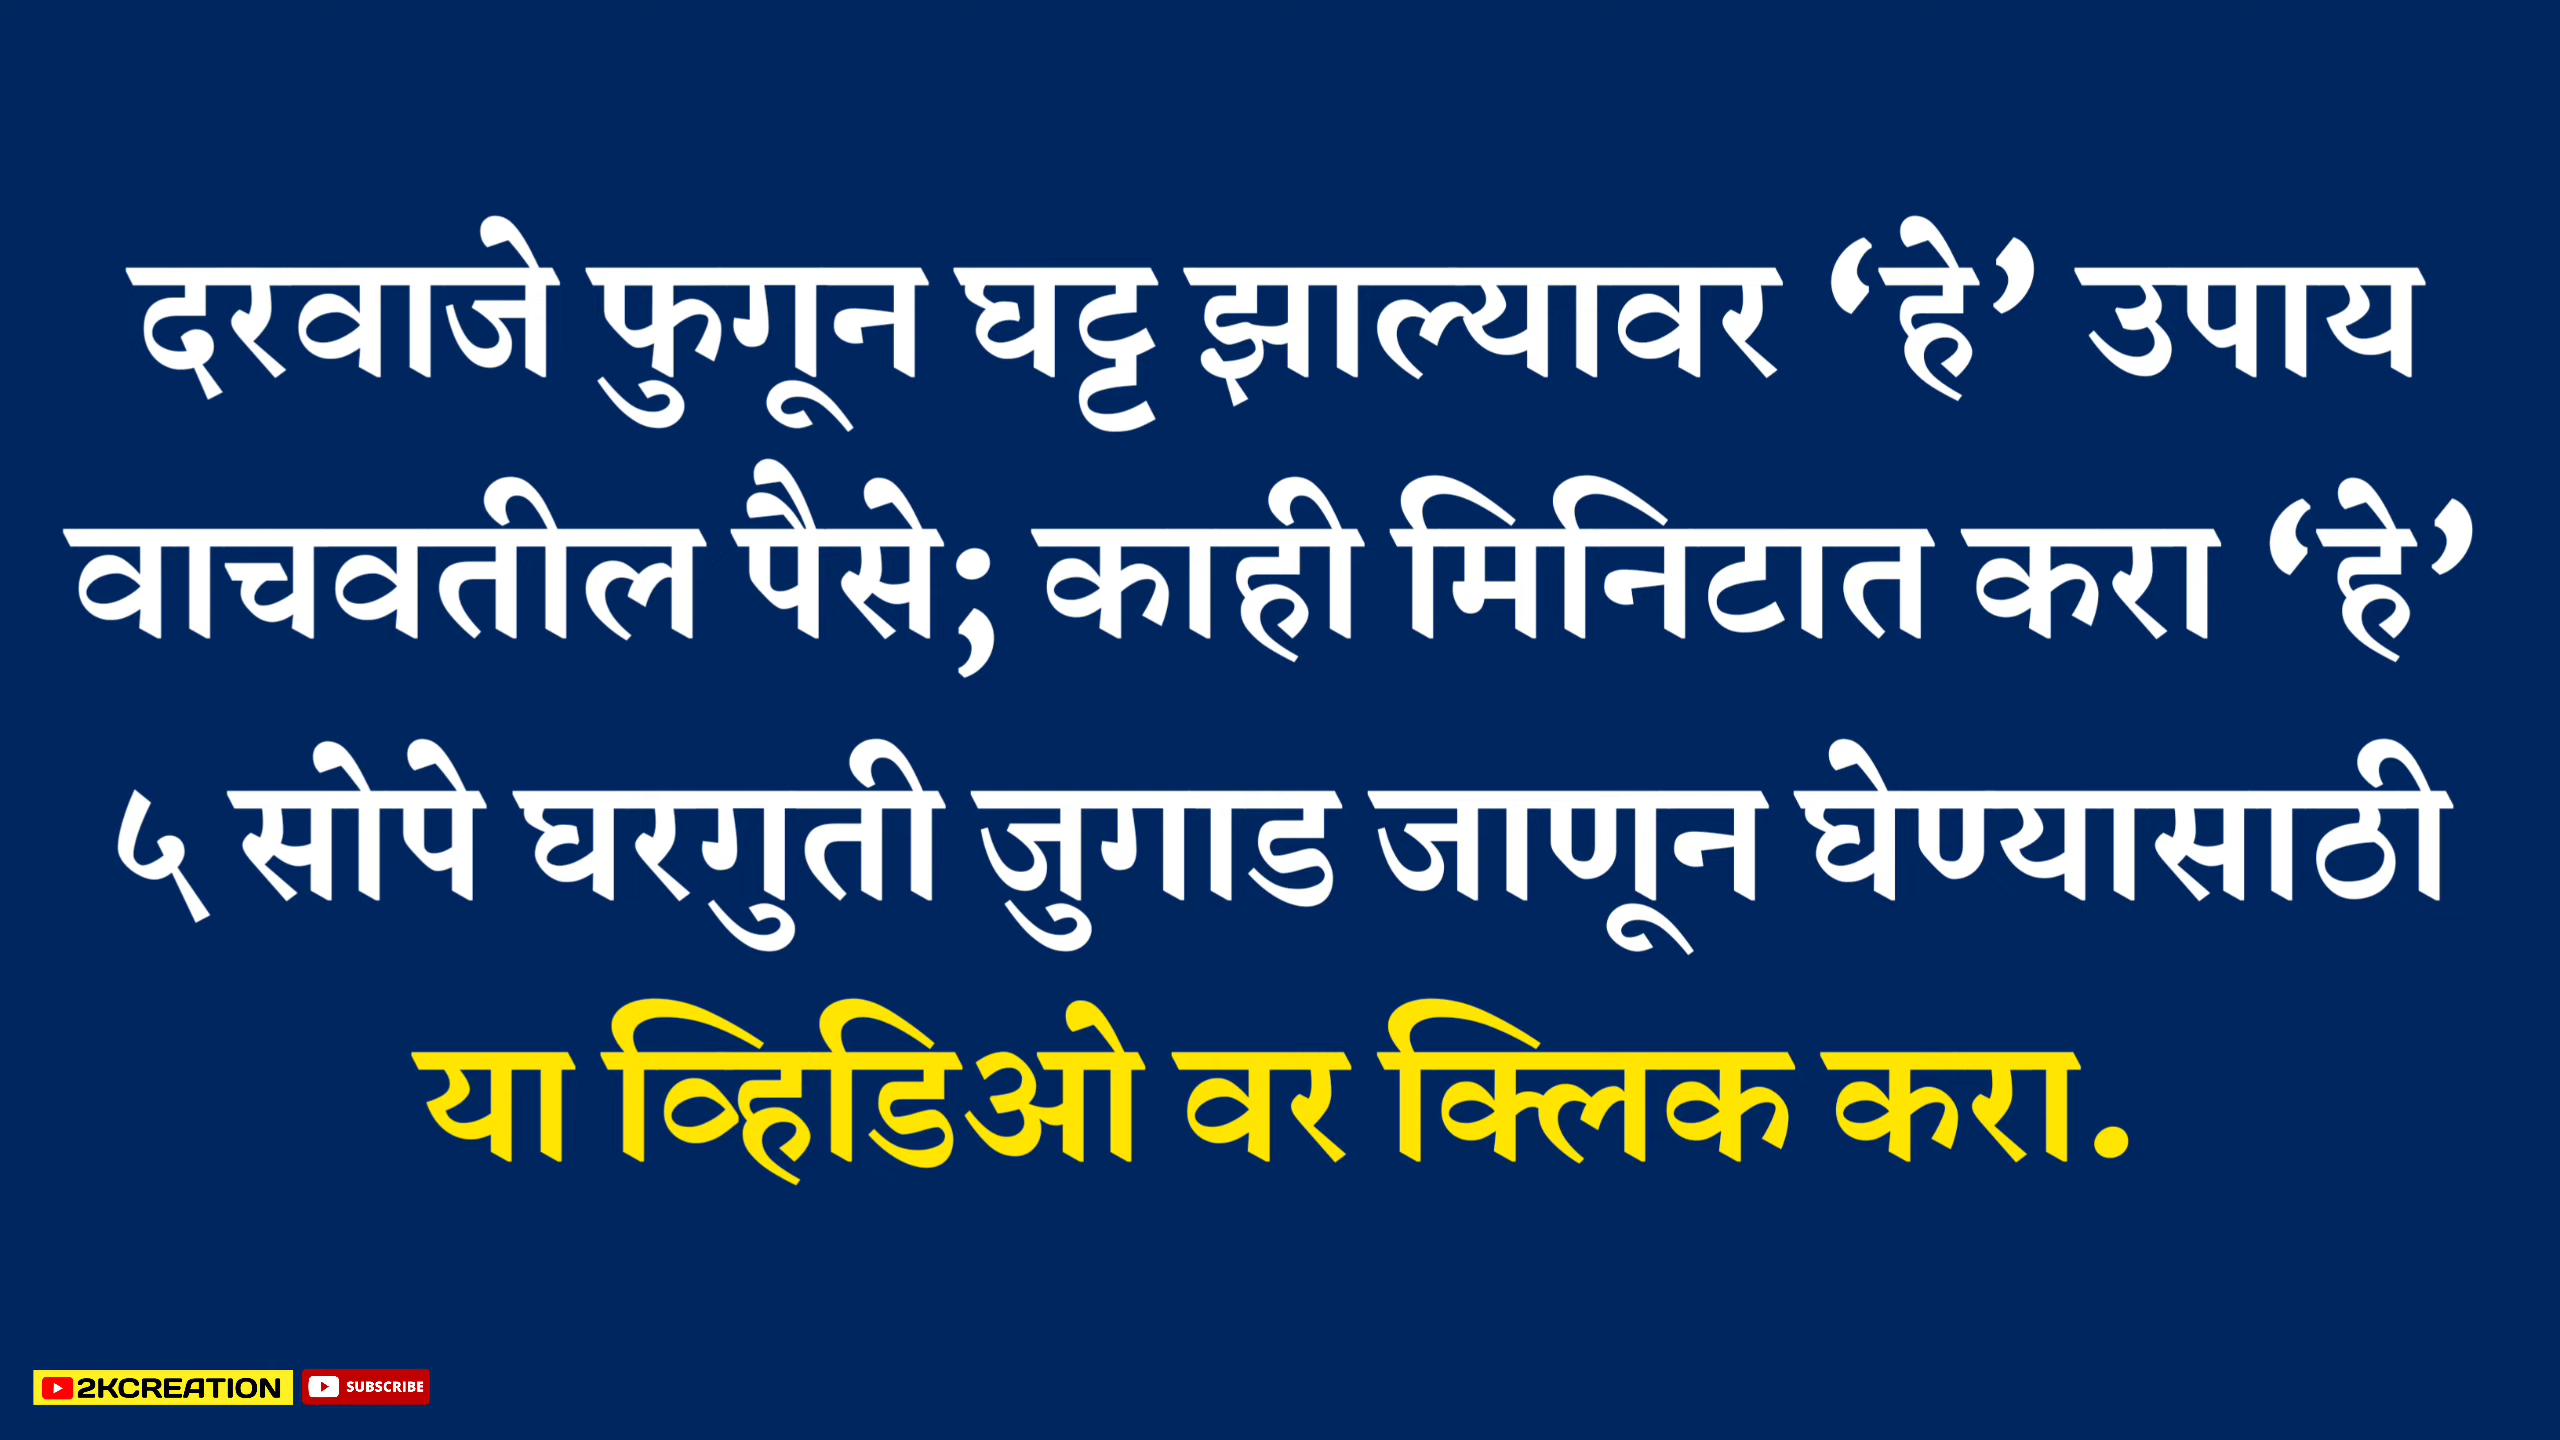 दरवाजे फुगून घट्ट झाल्यावर ‘हे’ उपाय
वाचवतील पैसे; काही मिनिटात करा ‘हे’
५ सोपे घरगुती जुगाड जाणून घेण्यासाठी
या व्हिडिओ वर क्लिक करा.
2KCREATION SUBSCRIBE